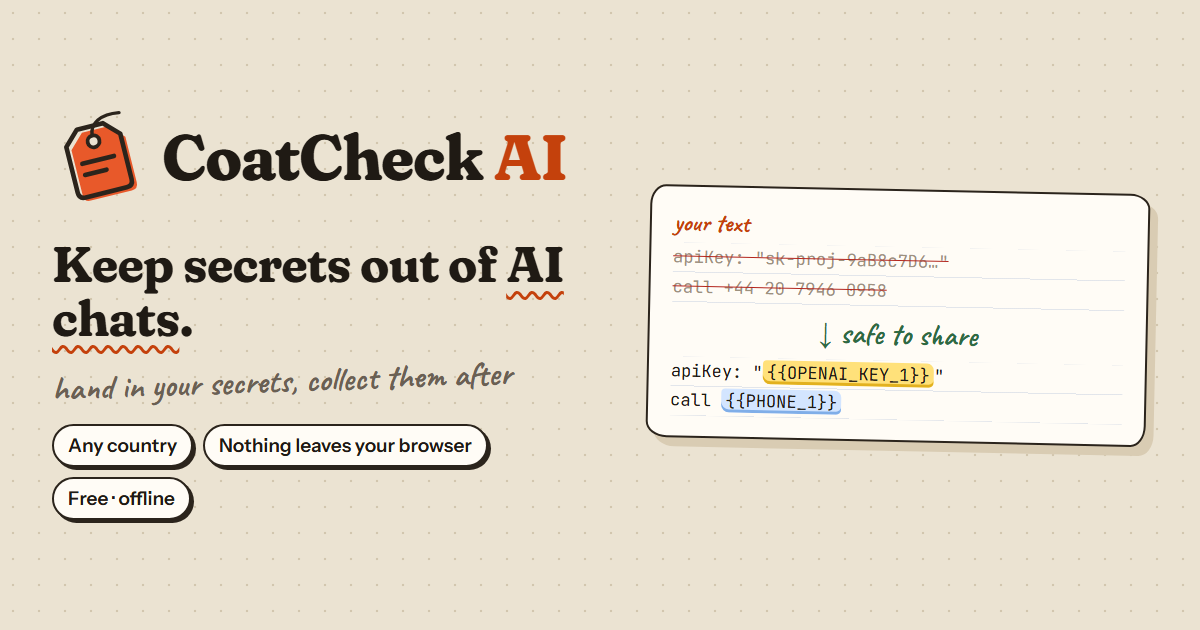 CoatCheck AI
Keep secrets out of AI
chats.
hand in your secrets, collect them after
Any country
Nothing leaves your browser
Free · offline
your text
apiKey: "sk-proj-9aB8c7D6…"
call +44 20 7946 0958
↓ safe to share
apiKey: "{{OPENAI_KEY_1}}"
call {{PHONE_1}}